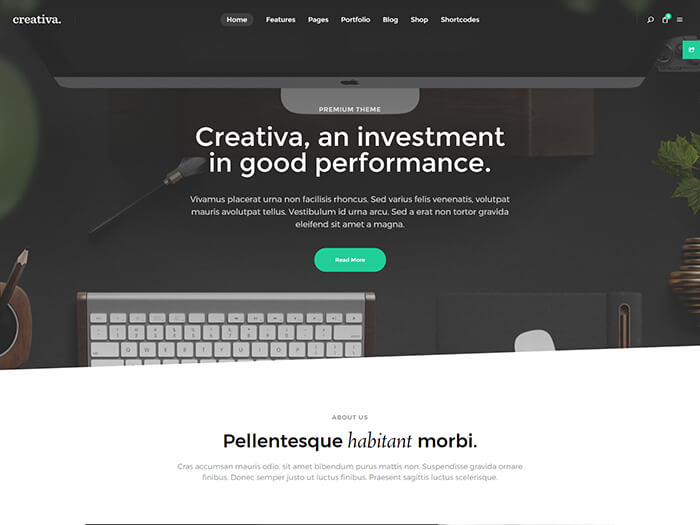 creativa.
Home Features Pages Portfolio Blog Shop Shortcodes
PREMIUM THEME
Creativa, an investment
in good performance.
Vivamus placerat urna non facilisis rhoncus. Sed varius felis venenatis, volutpat
mauris avolutpat tellus. Vestibulum id urna arcu. Sed a erat non tortor gravida
eleifend sit amet a magna.
Read More
Q W E R T Y U I O P
ABOUT US
Pellentesque habitant morbi.
Cras accumsan mauris odio, sit amet bibendum purus mattis non. Suspendisse gravida ornare
finibus. Donec semper justo ut luctus finibus. Praesent sagittis luctus scelerisque.